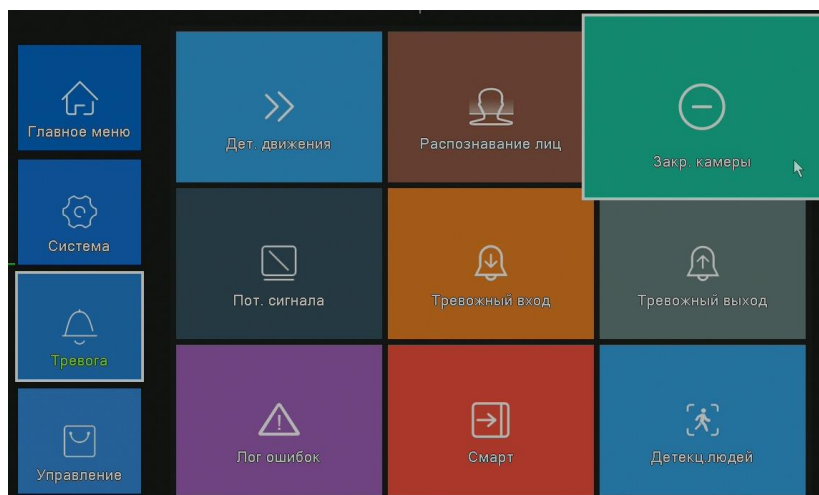 Главное меню
Система
Тревога
Управление
Дет. движения
Распознавание лиц
Закр. камеры
Пот. сигнала
Тревожный вход
Тревожный выход
Лог ошибок
Смарт
Детекц.людей